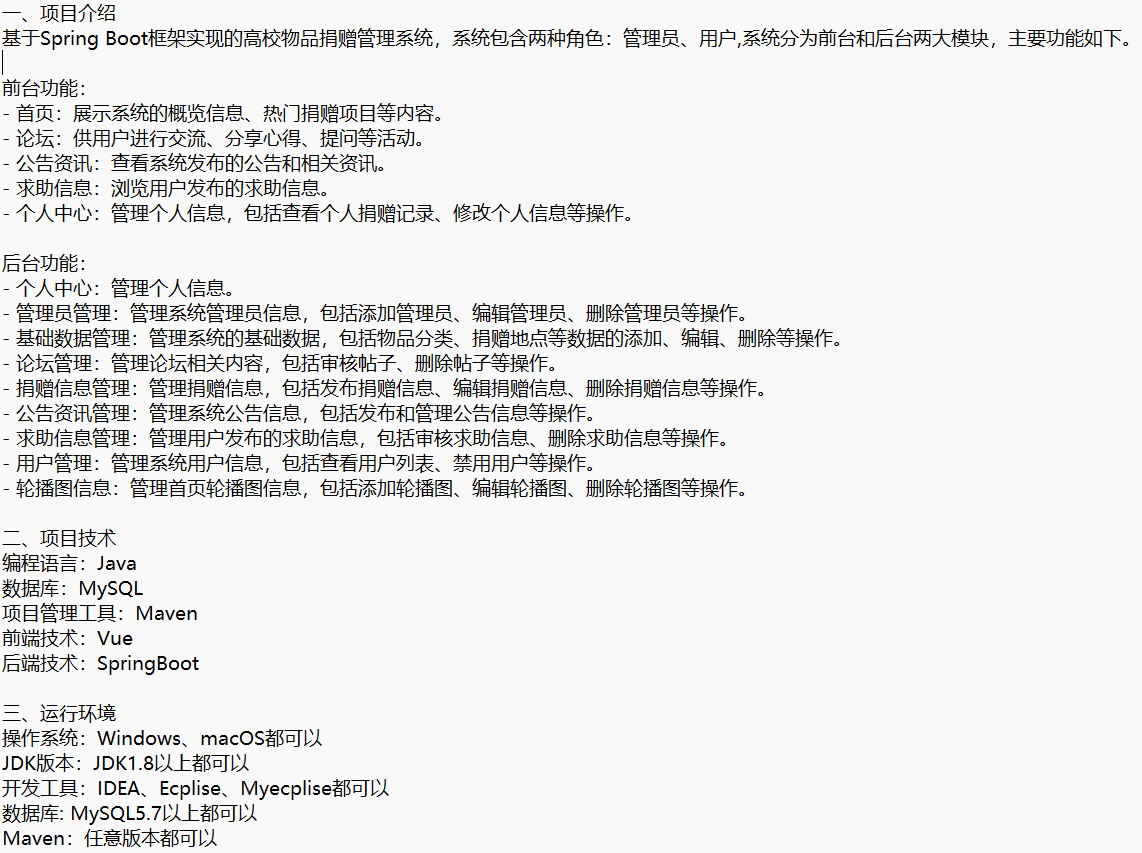 一、项目介绍
基于Spring Boot框架实现的高校物品捐赠管理系统，系统包含两种角色：管理员、用户,系统分为前台和后台两大模块，主要功能如下。
前台功能：
- 首页：展示系统的概览信息、热门捐赠项目等内容。
- 论坛：供用户进行交流、分享心得、提问等活动。
- 公告资讯：查看系统发布的公告和相关资讯。
- 求助信息：浏览用户发布的求助信息。
- 个人中心：管理个人信息，包括查看个人捐赠记录、修改个人信息等操作。
后台功能：
- 个人中心：管理个人信息。
- 管理员管理：管理系统管理员信息，包括添加管理员、编辑管理员、删除管理员等操作。
- 基础数据管理：管理系统的基础数据，包括物品分类、捐赠地点等数据的添加、编辑、删除等操作。
- 论坛管理：管理论坛相关内容，包括审核帖子、删除帖子等操作。
- 捐赠信息管理：管理捐赠信息，包括发布捐赠信息、编辑捐赠信息、删除捐赠信息等操作。
- 公告资讯管理：管理系统公告信息，包括发布和管理公告信息等操作。
- 求助信息管理：管理用户发布的求助信息，包括审核求助信息、删除求助信息等操作。
- 用户管理：管理系统用户信息，包括查看用户列表、禁用用户等操作。
- 轮播图信息：管理首页轮播图信息，包括添加轮播图、编辑轮播图、删除轮播图等操作。
二、项目技术
编程语言：Java
数据库：MySQL
项目管理工具：Maven
前端技术：Vue
后端技术：SpringBoot
三、运行环境
操作系统：Windows、macOS都可以
JDK版本：JDK1.8以上都可以
开发工具：IDEA、Ecplise、Myecplise都可以
数据库: MySQL5.7以上都可以
Maven：任意版本都可以